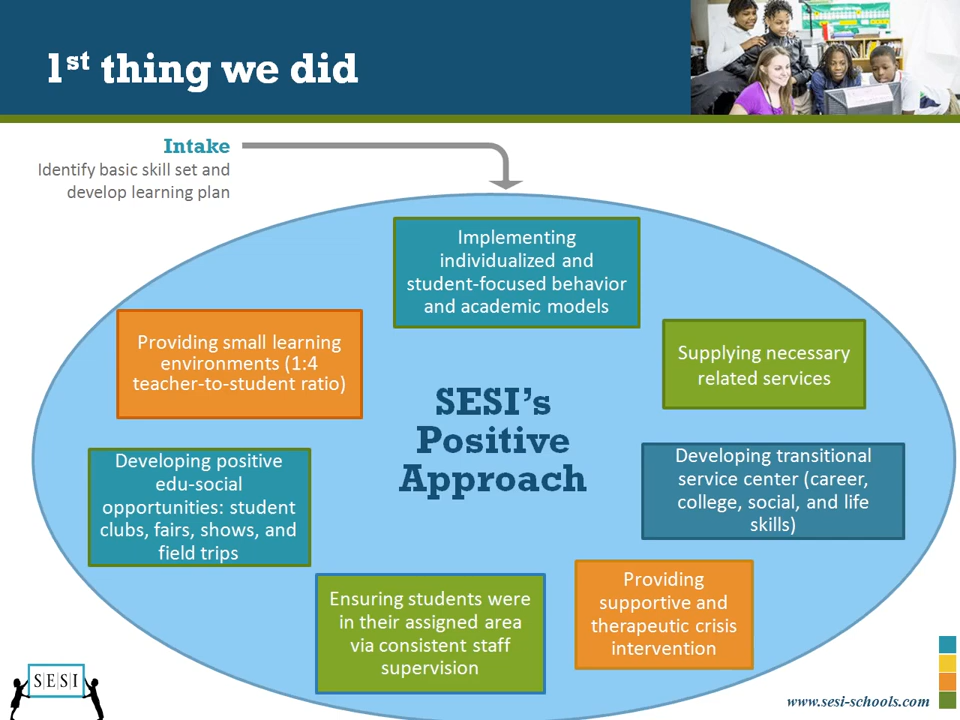 1st thing we did
Intake
Identify basic skill set and
develop learning plan
Implementing
individualized and
student-focused behavior
and academic models
Providing small learning
environments (1:4
teacher-to-student ratio)
Supplying necessary
related services
SESI’s
Positive
Approach
Developing positive
edu-social
opportunities: student
clubs, fairs, shows, and
field trips
Developing transitional
service center (career,
college, social, and life
skills)
Ensuring students were
in their assigned area
via consistent staff
supervision
Providing
supportive and
therapeutic crisis
intervention
S|E|S|I
www.sesi-schools.com